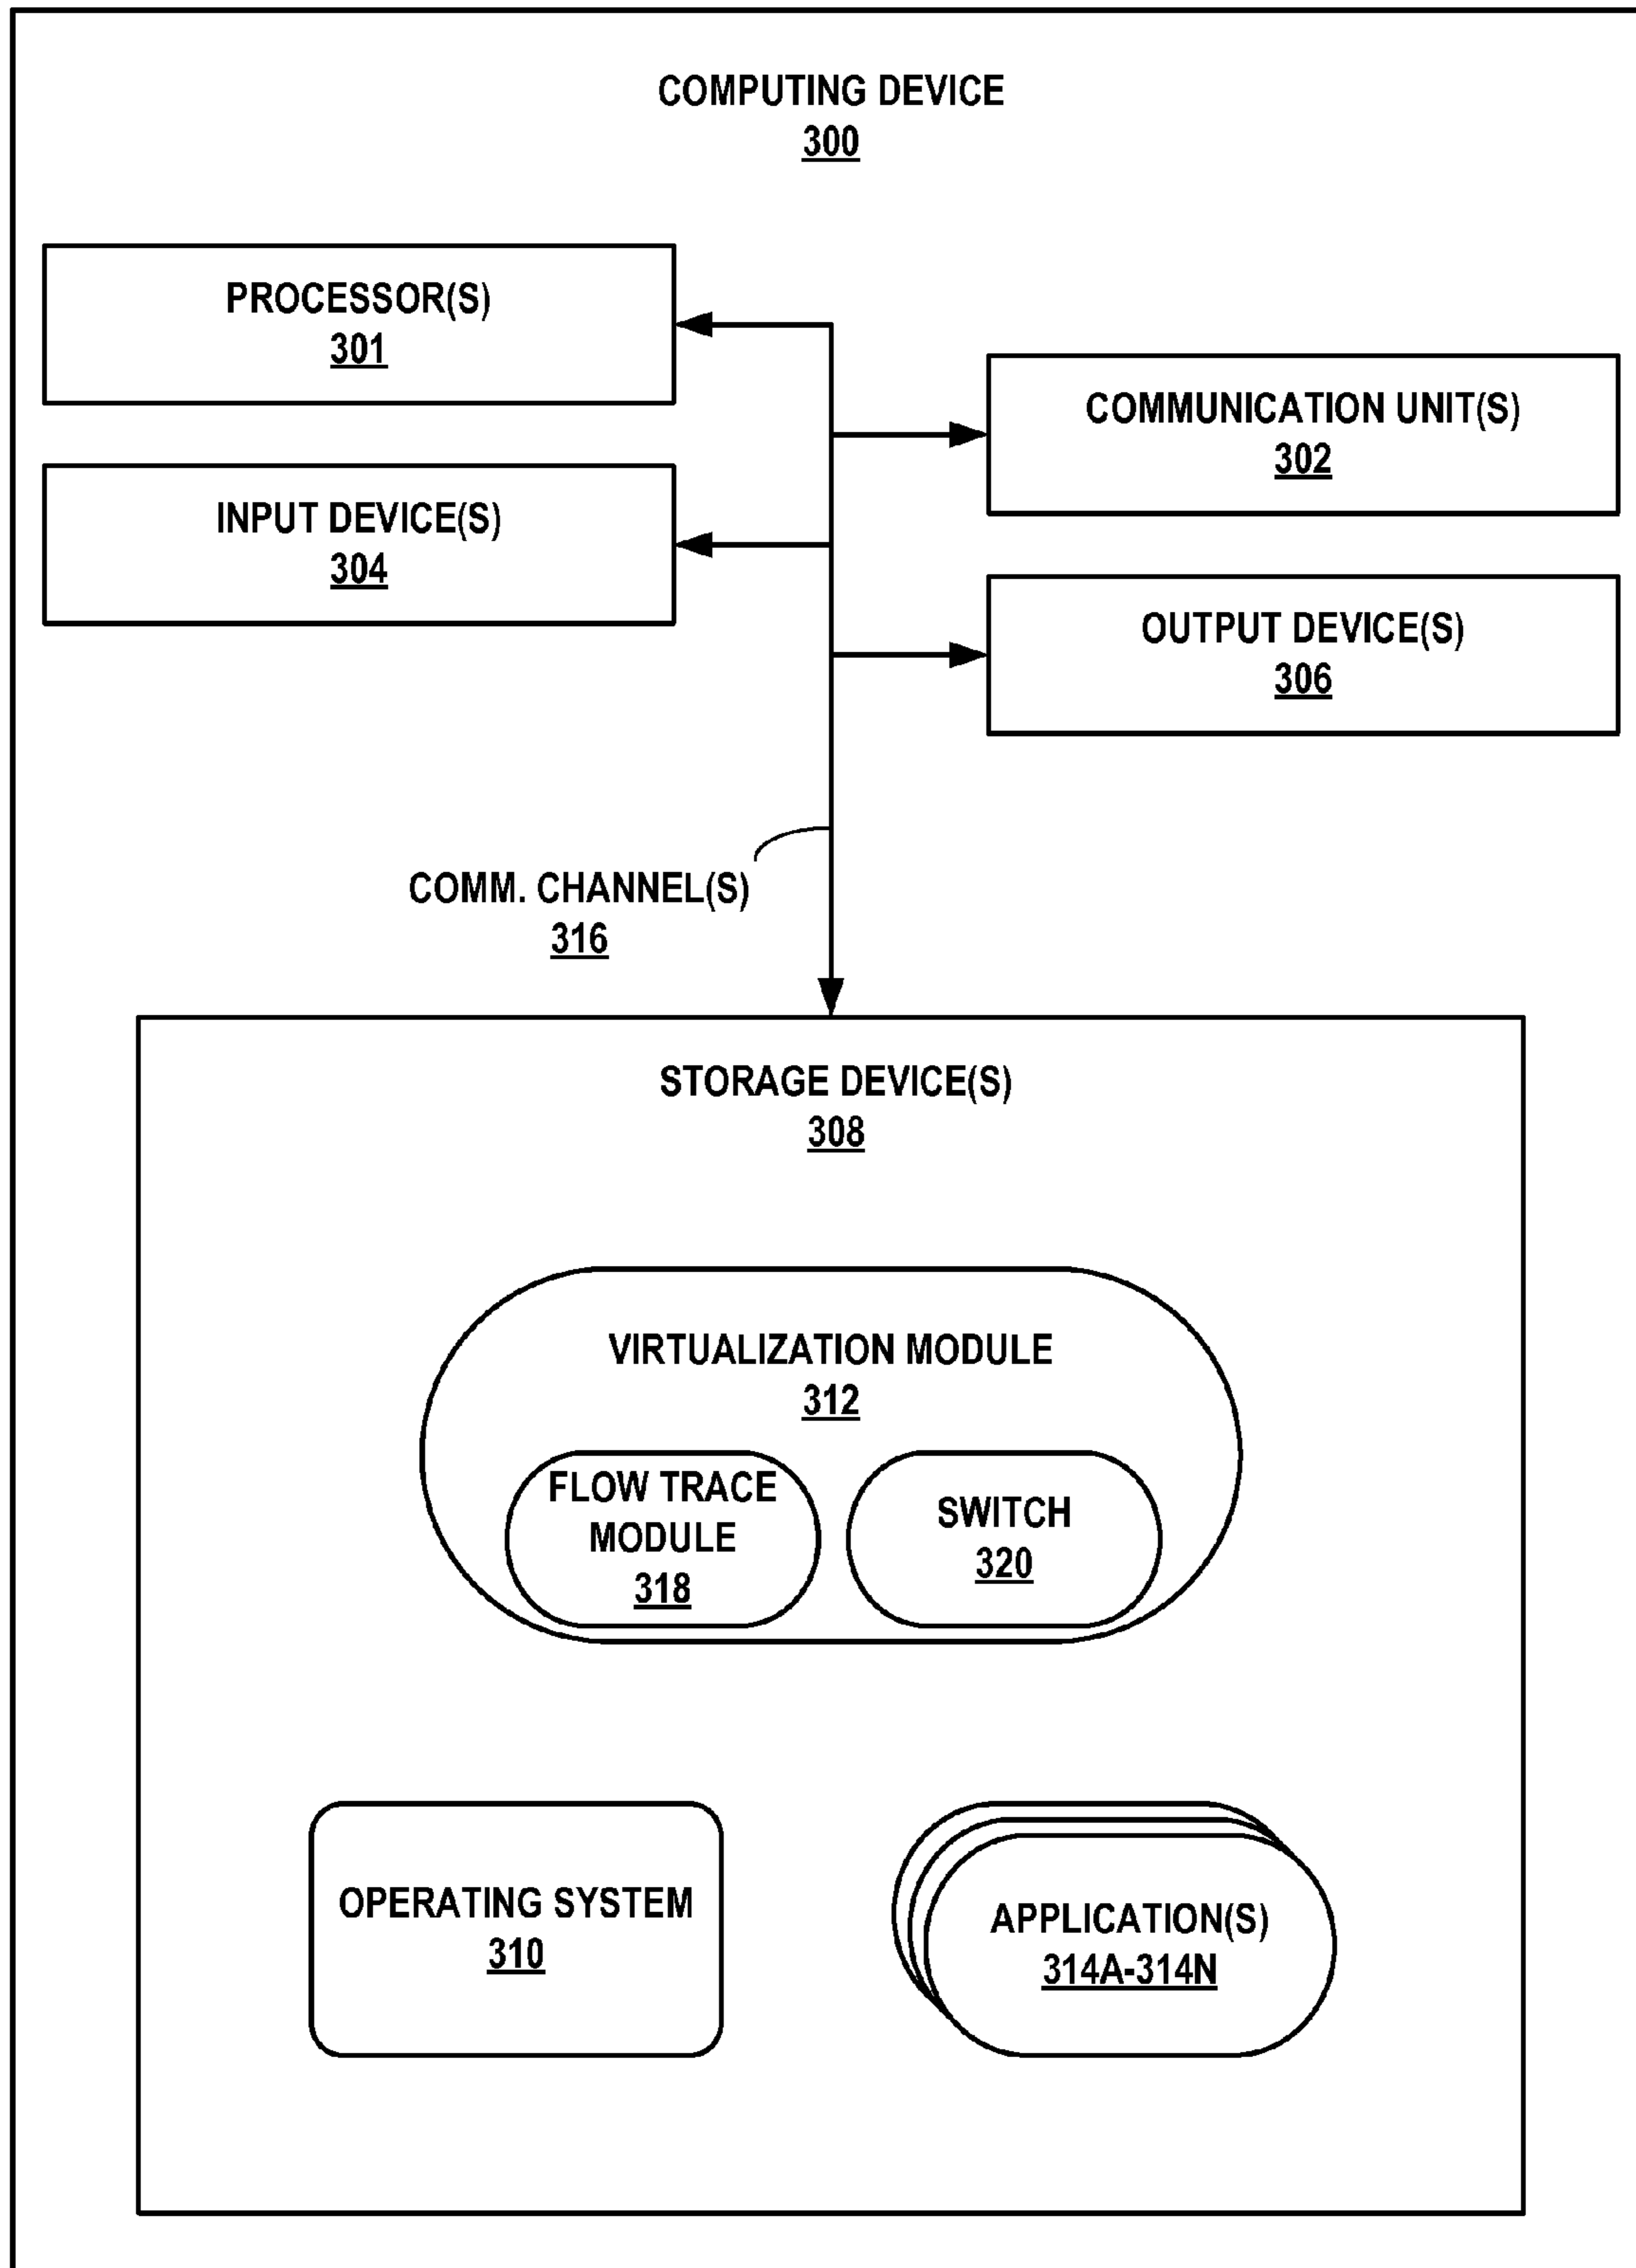 COMPUTING DEVICE
300
PROCESSOR(S)
301
COMMUNICATION UNIT(S)
302
INPUT DEVICE(S)
304
OUTPUT DEVICE(S)
306
COMM. CHANNEL(S)
316
STORAGE DEVICE(S)
308
VIRTUALIZATION MODULE
312
FLOW TRACE
MODULE
318
SWITCH
320
OPERATING SYSTEM
310
APPLICATION(S)
314A-314N